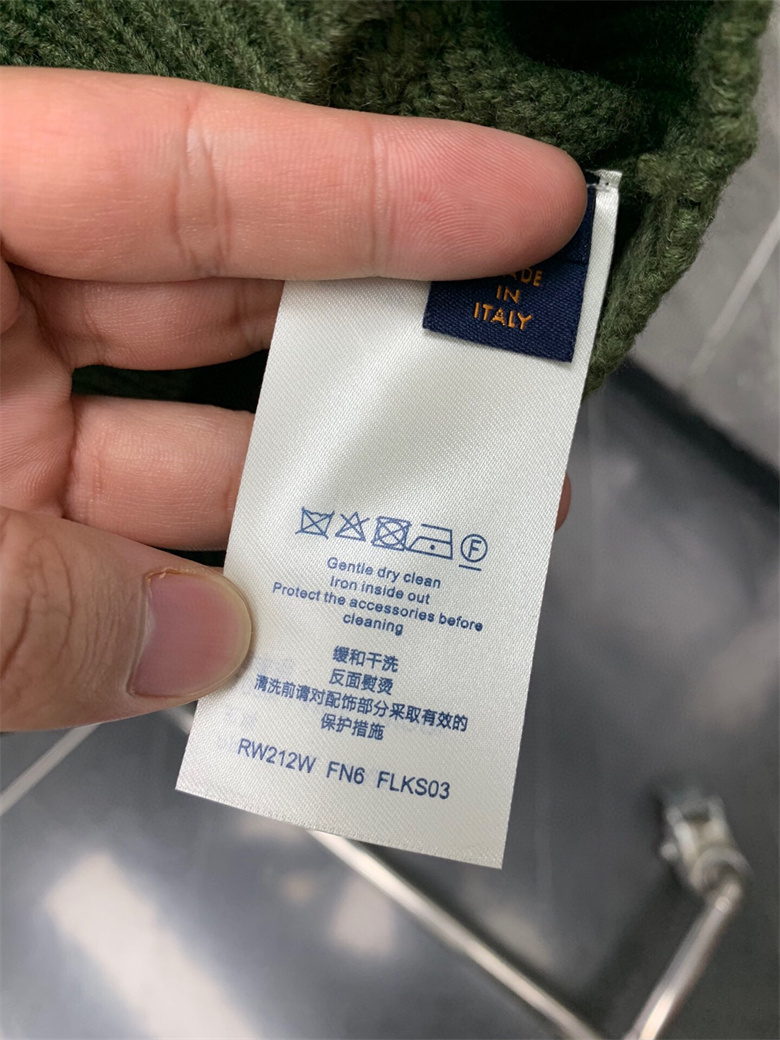 IN
ITALY
F
Gentle dry clean
Iron inside out
Protect the accessories before
cleaning
缓和干洗
反面熨烫
清洗前请对配饰部分采取有效的
保护措施
RW212W FN6 FLKS03